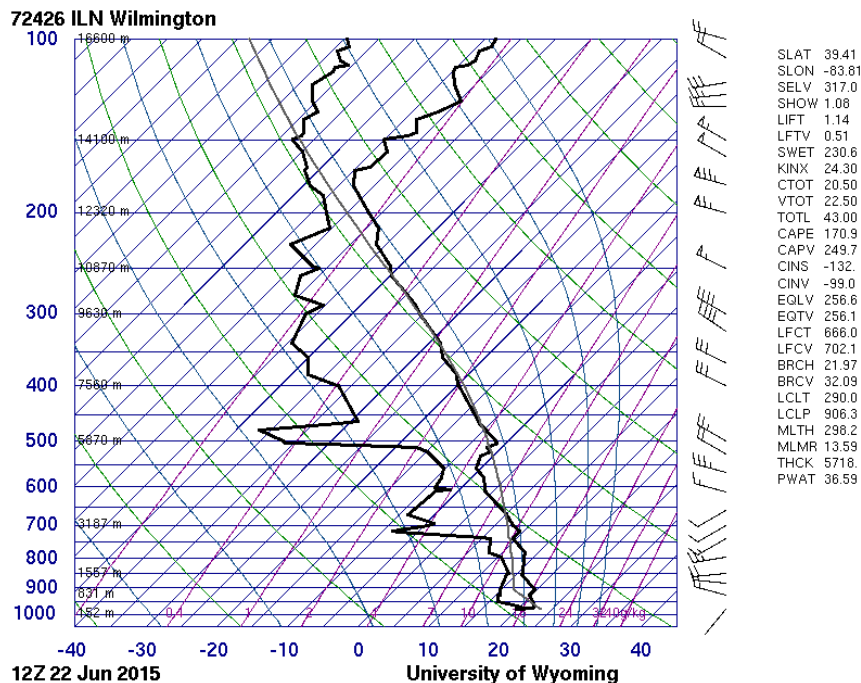 72426 ILN Wilmington
100
16600 m
14100 m
200
12320 m
10870 m
300
9630 m
400
7560 m
500
5870 m
600
700
3187 m
800
1557 m
900
831 m
1000
152 m
0.4 1 2 4 7 10 16 24 32 40g/kg
-40 -30 -20 -10 0 10 20 30 40
12Z 22 Jun 2015
University of Wyoming
SLAT 39.41
SLON -83.81
SELV 317.0
SHOW 1.08
LIFT 1.14
LFTV 0.51
SWET 230.6
KINX 24.30
CTOT 20.50
VTOT 22.50
TOTL 43.00
CAPE 170.9
CAPV 249.7
CINS -132.
CINV -99.0
EQLV 256.6
EQTV 256.1
LFCT 666.0
LFCV 702.1
BRCH 21.97
BRCV 32.09
LCLT 290.0
LCLP 906.3
MLTH 298.2
MLMR 13.59
THCK 5718.
PWAT 36.59